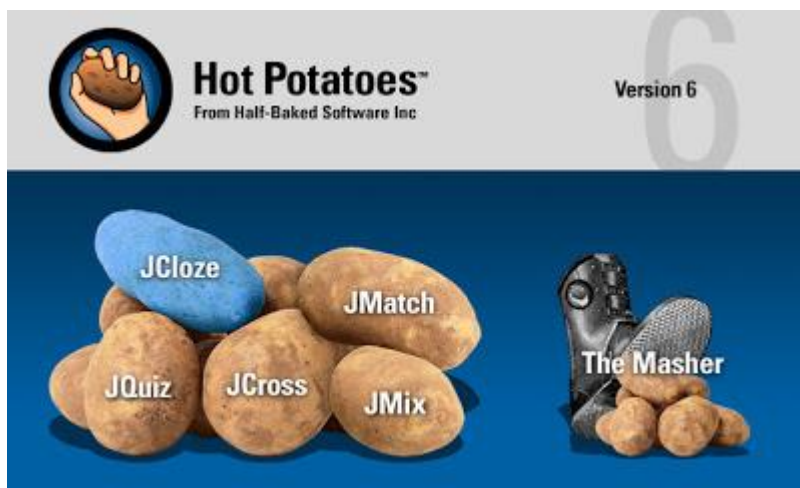 Hot Potatoes™
From Half-Baked Software Inc
Version 6
6
JCloze
JMatch
JQuiz
JCross
JMix
The Masher